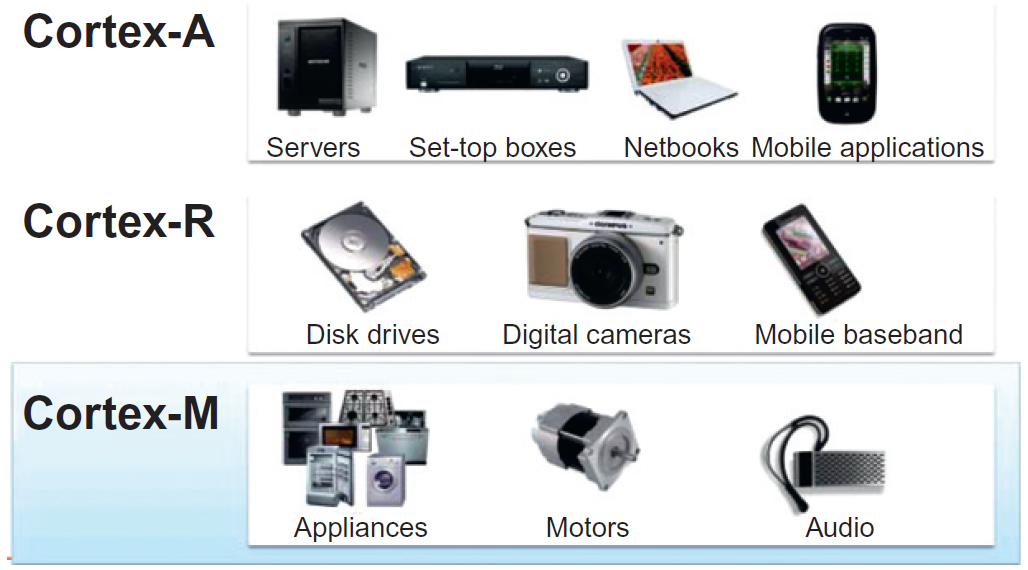 Cortex-A
Servers
Set-top boxes
Netbooks
Mobile applications
Cortex-R
OLYMPUS
Disk drives
Digital cameras
Mobile baseband
Cortex-M
Appliances
Motors
Audio